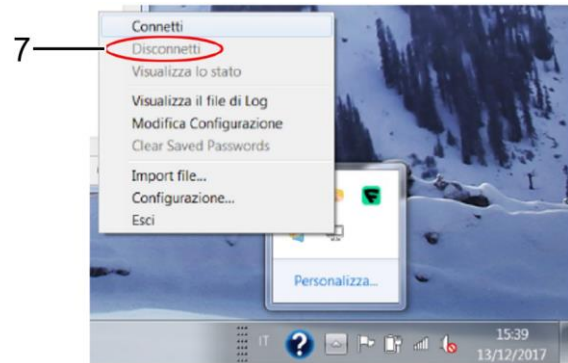 7
Connetti
Disconnetti
Visualizza lo stato
Visualizza il file di Log
Modifica Configurazione
Clear Saved Passwords
Import file...
Configurazione...
Esci
Personalizza...
IT
?
15:39
13/12/2017